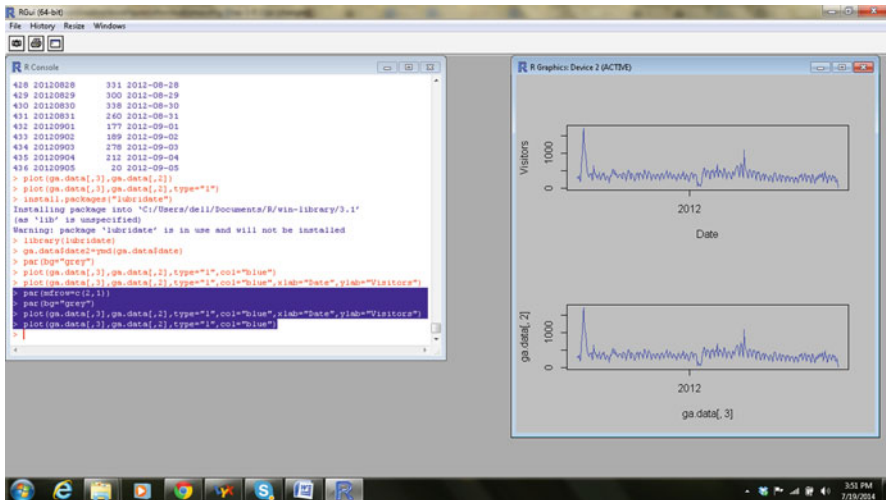 RGui (64-bit)
File History Resize Windows
R Console
428 20120828 331 2012-08-28
429 20120829 300 2012-08-29
430 20120830 338 2012-08-30
431 20120831 260 2012-08-31
432 20120901 177 2012-09-01
433 20120902 189 2012-09-02
434 20120903 278 2012-09-03
435 20120904 212 2012-09-04
436 20120905 20 2012-09-05
> plot(ga.data[,3],ga.data[,2])
> plot(ga.data[,3],ga.data[,2],type="l")
> install.packages("lubridate")
Installing package into ‘C:/Users/dell/Documents/R/win-library/3.1’
(as ‘lib’ is unspecified)
Warning: package ‘lubridate’ is in use and will not be installed
> library(lubridate)
> ga.data$date2=ymd(ga.data$date)
> par(bg="grey")
> plot(ga.data[,3],ga.data[,2],type="l",col="blue")
> plot(ga.data[,3],ga.data[,2],type="l",col="blue",xlab="Date",ylab="Visitors")
> par(mfrow=c(2,1))
> par(bg="grey")
> plot(ga.data[,3],ga.data[,2],type="l",col="blue",xlab="Date",ylab="Visitors")
> plot(ga.data[,3],ga.data[,2],type="l",col="blue")
>
R Graphics: Device 2 (ACTIVE)
Visitors
1000
0
2012
Date
ga.data[, 2]
1000
0
2012
ga.data[, 3]
3:51 PM
7/19/2014